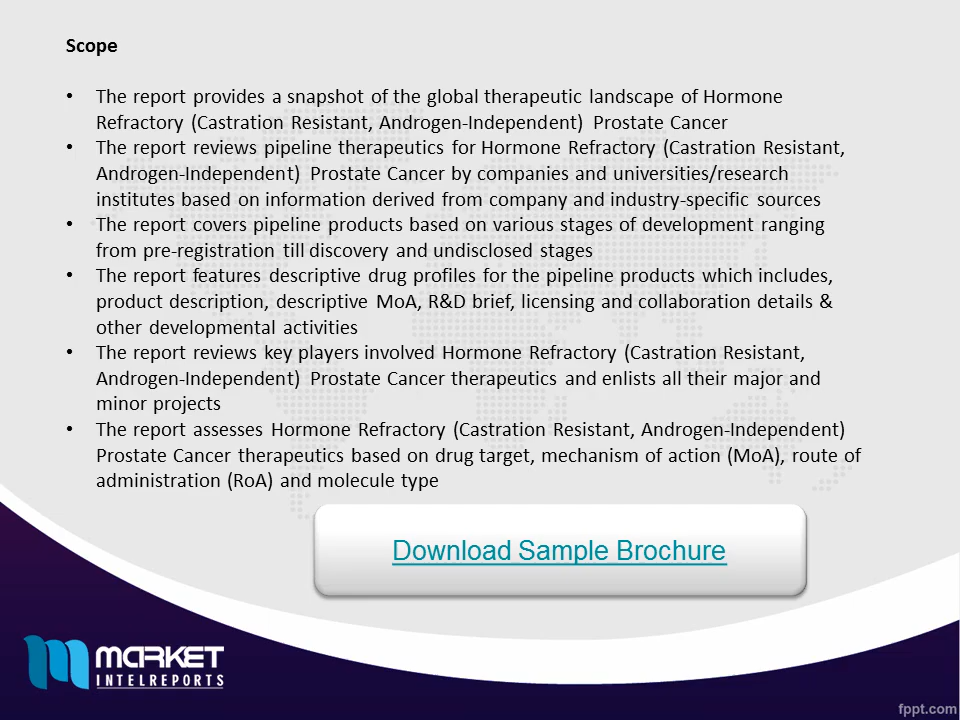 Scope
• The report provides a snapshot of the global therapeutic landscape of Hormone
Refractory (Castration Resistant, Androgen-Independent) Prostate Cancer
• The report reviews pipeline therapeutics for Hormone Refractory (Castration Resistant,
Androgen-Independent) Prostate Cancer by companies and universities/research
institutes based on information derived from company and industry-specific sources
• The report covers pipeline products based on various stages of development ranging
from pre-registration till discovery and undisclosed stages
• The report features descriptive drug profiles for the pipeline products which includes,
product description, descriptive MoA, R&D brief, licensing and collaboration details &
other developmental activities
• The report reviews key players involved Hormone Refractory (Castration Resistant,
Androgen-Independent) Prostate Cancer therapeutics and enlists all their major and
minor projects
• The report assesses Hormone Refractory (Castration Resistant, Androgen-Independent)
Prostate Cancer therapeutics based on drug target, mechanism of action (MoA), route of
administration (RoA) and molecule type
Download Sample Brochure
MARKET
INTELREPORTS
fppt.com